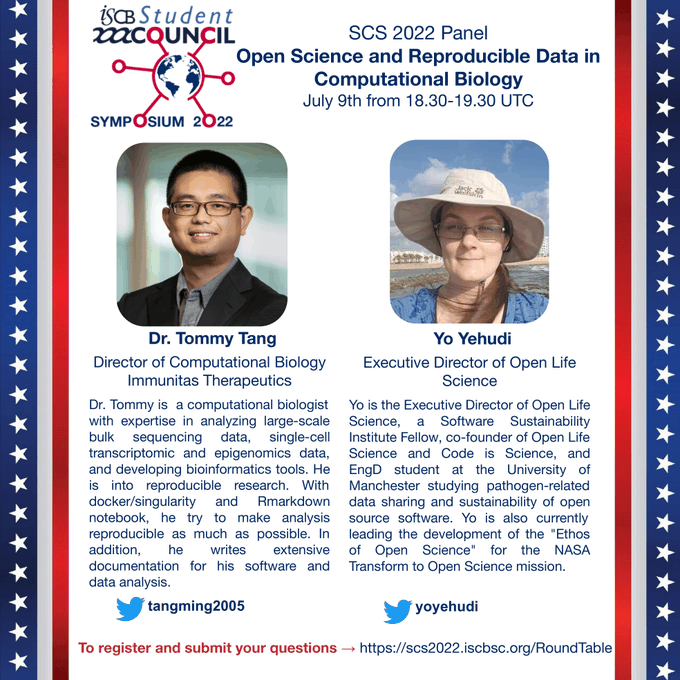 iSCB Student
COUNCIL
SYMPOSIUM 2022
SCS 2022 Panel
Open Science and Reproducible Data in
Computational Biology
July 9th from 18.30-19.30 UTC
Dr. Tommy Tang
Director of Computational Biology
Immunitas Therapeutics
Dr. Tommy is a computational biologist
with expertise in analyzing large-scale
bulk sequencing data, single-cell
transcriptomic and epigenomics data,
and developing bioinformatics tools. He
is into reproducible research. With
docker/singularity and Rmarkdown
notebook, he try to make analysis
reproducible as much as possible. In
addition, he writes extensive
documentation for his software and
data analysis.
tangming2005
Jack
Yo Yehudi
Executive Director of Open Life
Science
Yo is the Executive Director of Open Life
Science, a Software Sustainability
Institute Fellow, co-founder of Open Life
Science and Code is Science, and
EngD student at the University of
Manchester studying pathogen-related
data sharing and sustainability of open
source software. Yo is also currently
leading the development of the "Ethos
of Open Science" for the NASA
Transform to Open Science mission.
yoyehudi
To register and submit your questions → https://scs2022.iscbsc.org/RoundTable